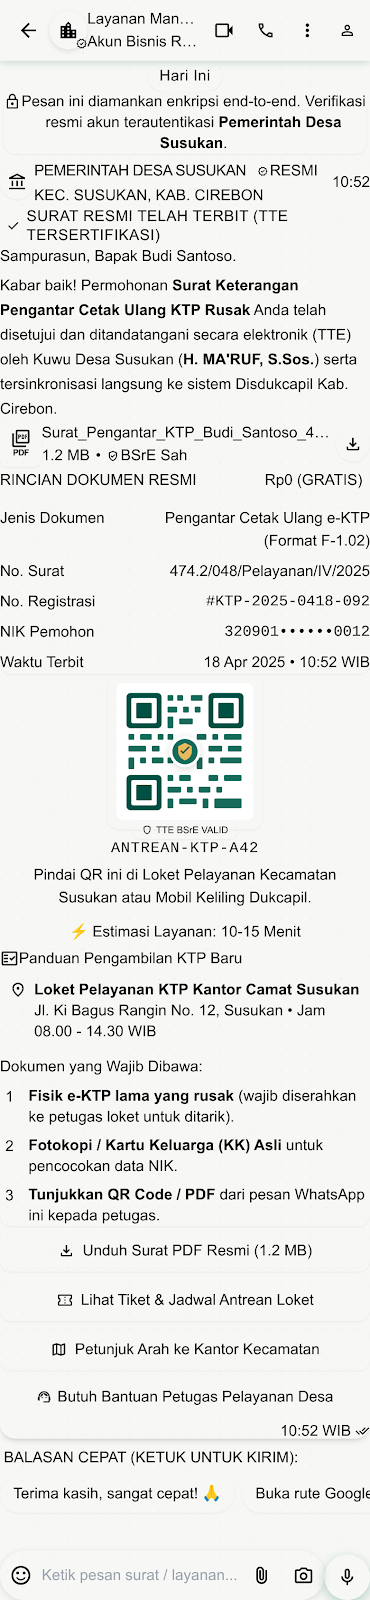 Layanan Man...
Akun Bisnis R...
Hari Ini
Pesan ini diamankan enkripsi end-to-end. Verifikasi
resmi akun terautentikasi Pemerintah Desa
Susukan.
PEMERINTAH DESA SUSUKAN RESMI
KEC. SUSUKAN, KAB. CIREBON
10:52
SURAT RESMI TELAH TERBIT (TTE
TERSERTIFIKASI)
Sampurasun, Bapak Budi Santoso.
Kabar baik! Permohonan Surat Keterangan
Pengantar Cetak Ulang KTP Rusak Anda telah
disetujui dan ditandatangani secara elektronik (TTE)
oleh Kuwu Desa Susukan (H. MA'RUF, S.Sos.) serta
tersinkronisasi langsung ke sistem Disdukcapil Kab.
Cirebon.
PDF
Surat_Pengantar_KTP_Budi_Santoso_4...
1.2 MB • BSrE Sah
RINCIAN DOKUMEN RESMI Rp0 (GRATIS)
Jenis Dokumen Pengantar Cetak Ulang e-KTP
(Format F-1.02)
No. Surat 474.2/048/Pelayanan/IV/2025
No. Registrasi #KTP-2025-0418-092
NIK Pemohon 320901••••••0012
Waktu Terbit 18 Apr 2025 • 10:52 WIB
TTE BSrE VALID
ANTREAN-KTP-A42
Pindai QR ini di Loket Pelayanan Kecamatan
Susukan atau Mobil Keliling Dukcapil.
⚡ Estimasi Layanan: 10-15 Menit
Panduan Pengambilan KTP Baru
Loket Pelayanan KTP Kantor Camat Susukan
Jl. Ki Bagus Rangin No. 12, Susukan • Jam
08.00 - 14.30 WIB
Dokumen yang Wajib Dibawa:
1 Fisik e-KTP lama yang rusak (wajib diserahkan
ke petugas loket untuk ditarik).
2 Fotokopi / Kartu Keluarga (KK) Asli untuk
pencocokan data NIK.
3 Tunjukkan QR Code / PDF dari pesan WhatsApp
ini kepada petugas.
Unduh Surat PDF Resmi (1.2 MB)
Lihat Tiket & Jadwal Antrean Loket
Petunjuk Arah ke Kantor Kecamatan
Butuh Bantuan Petugas Pelayanan Desa
10:52 WIB
BALASAN CEPAT (KETUK UNTUK KIRIM):
Terima kasih, sangat cepat! 🙏 Buka rute Google
Ketik pesan surat / layanan...